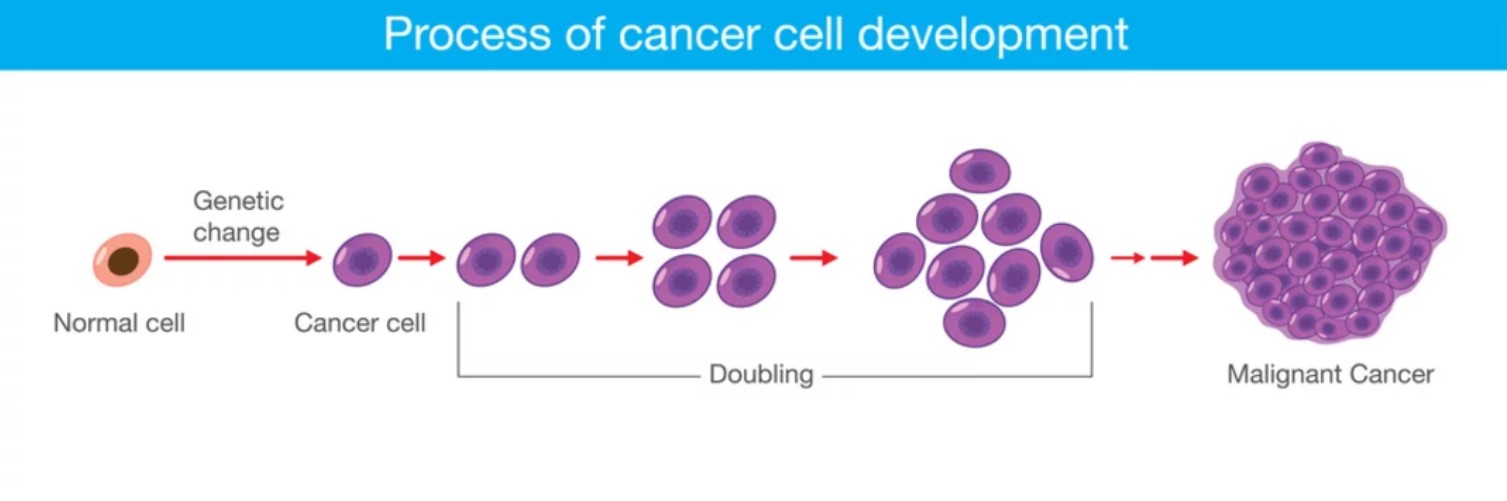 Process of cancer cell development
Genetic
change
Normal cell
Cancer cell
Doubling
Malignant Cancer